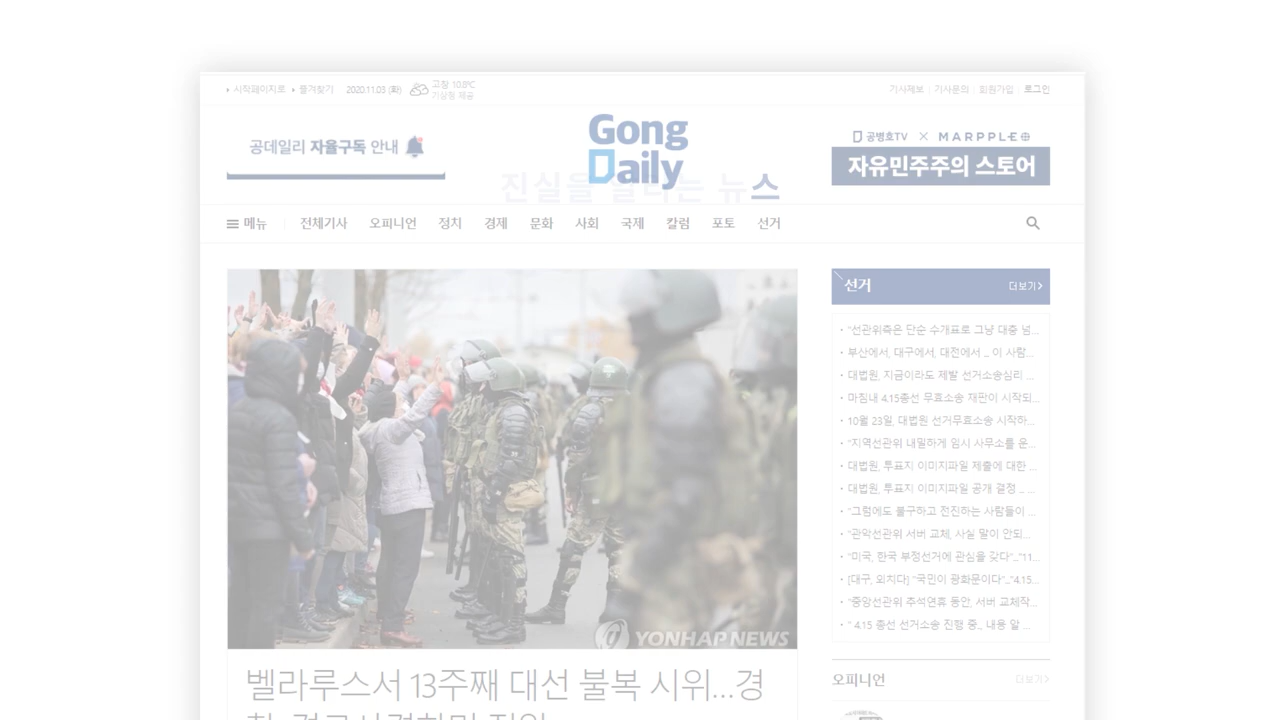 시작페이지로 즐겨찾기 2020.11.03 (화) 고창 10.8℃
기상청 제공
기사제보 기사문의 회원가입 로그인
공데일리 자율구독 안내
Gong
Daily
진실을 뉴스
공병호TV × MARPPLE
자유민주주의 스토어
메뉴 전체기사 오피니언 정치 경제 문화 사회 국제 칼럼 포토 선거
YONHAP NEWS
벨라루스서 13주째 대선 불복 시위...경
선거 더보기
"선관위측은 단순 수개표로 그냥 대충 넘...
부산에서, 대구에서, 대전에서 ... 이 사람...
대법원, 지금이라도 제발 선거소송심리 ...
마침내 4.15총선 무효소송 재판이 시작되...
10월 23일, 대법원 선거무효소송 시작하...
"지역선관위 내밀하게 임시 사무소를 운...
대법원, 투표지 이미지파일 제출에 대한 ...
대법원, 투표지 이미지파일 공개 결정 ... ...
"그럼에도 불구하고 전진하는 사람들이 ...
"관악선관위 서버 교체, 사실 말이 안되...
"미국, 한국 부정선거에 관심을 갖다"..."11...
[대구, 외치다] "국민이 광화문이다"..."4.15...
"중앙선관위 추석연휴 동안, 서버 교체작...
" 4.15 총선 선거소송 진행 중... 내용 알 ...
오피니언 더보기